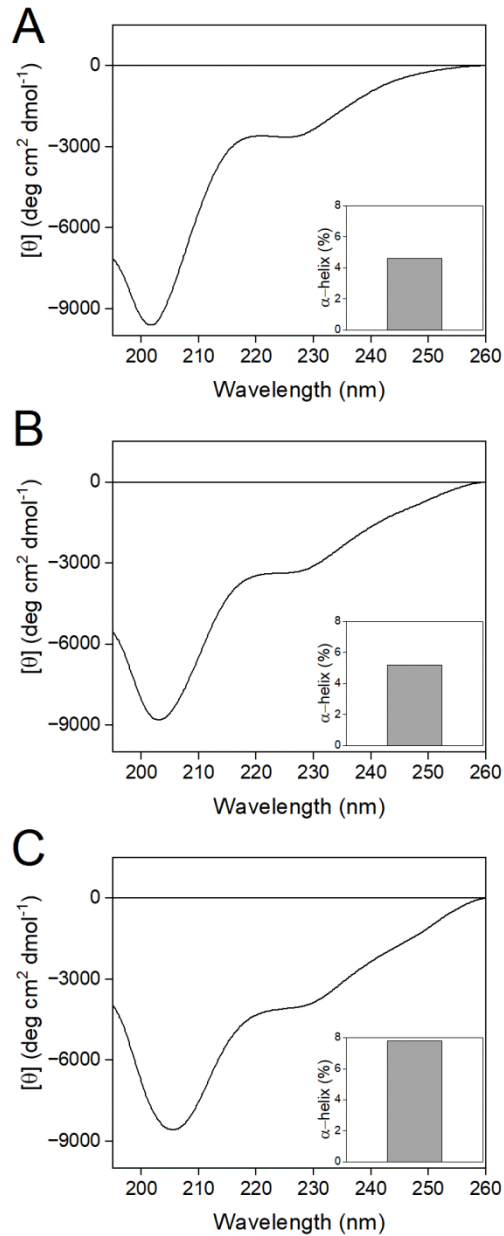 A
[θ] (deg cm² dmol⁻¹)
0
−3000
−6000
−9000
α−helix (%)
8
6
4
2
0
200 210 220 230 240 250 260
Wavelength (nm)
B
[θ] (deg cm² dmol⁻¹)
0
−3000
−6000
−9000
α−helix (%)
8
6
4
2
0
200 210 220 230 240 250 260
Wavelength (nm)
C
[θ] (deg cm² dmol⁻¹)
0
−3000
−6000
−9000
α−helix (%)
8
6
4
2
0
200 210 220 230 240 250 260
Wavelength (nm)